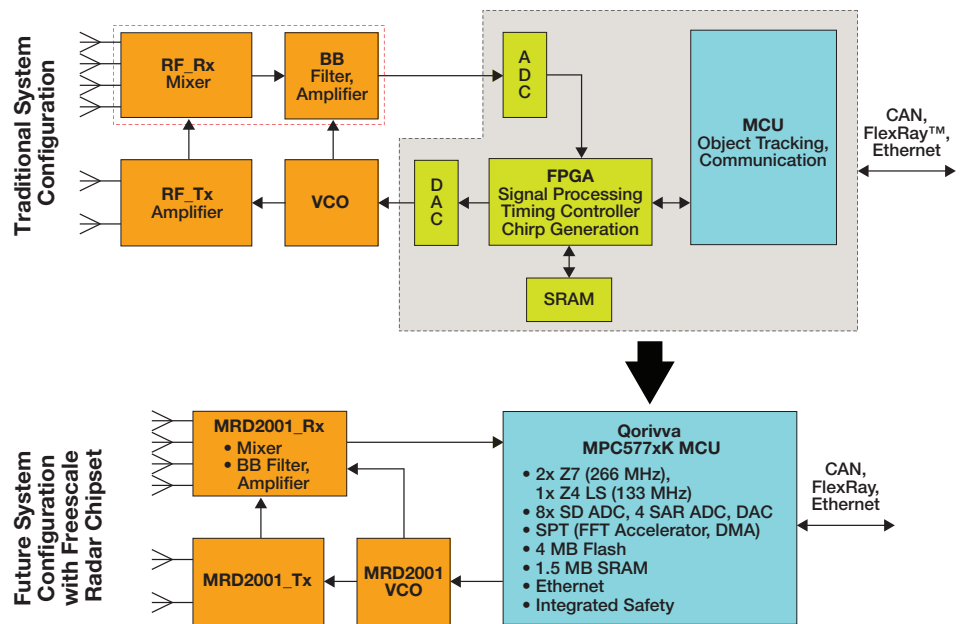 Traditional System
Configuration
RF_Rx
Mixer
BB
Filter,
Amplifier
A
D
C
MCU
Object Tracking,
Communication
CAN,
FlexRay™,
Ethernet
RF_Tx
Amplifier
VCO
D
A
C
FPGA
Signal Processing
Timing Controller
Chirp Generation
SRAM
Future System
Configuration
with Freescale
Radar Chipset
MRD2001_Rx
• Mixer
• BB Filter,
Amplifier
MRD2001_Tx
MRD2001
VCO
Qorivva
MPC577xK MCU
• 2x Z7 (266 MHz),
1x Z4 LS (133 MHz)
• 8x SD ADC, 4 SAR ADC, DAC
• SPT (FFT Accelerator, DMA)
• 4 MB Flash
• 1.5 MB SRAM
• Ethernet
• Integrated Safety
CAN,
FlexRay,
Ethernet